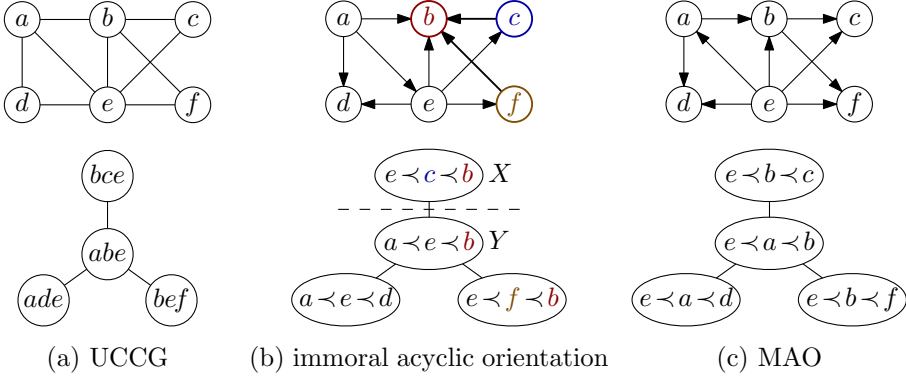 a b c
d e f
bce
abe
ade bef
(a) UCCG
a b c
d e f
e≺c≺b X
a≺e≺b Y
a≺e≺d e≺f≺b
(b) immoral acyclic orientation
a b c
d e f
e≺b≺c
e≺a≺b
e≺a≺d e≺b≺f
(c) MAO